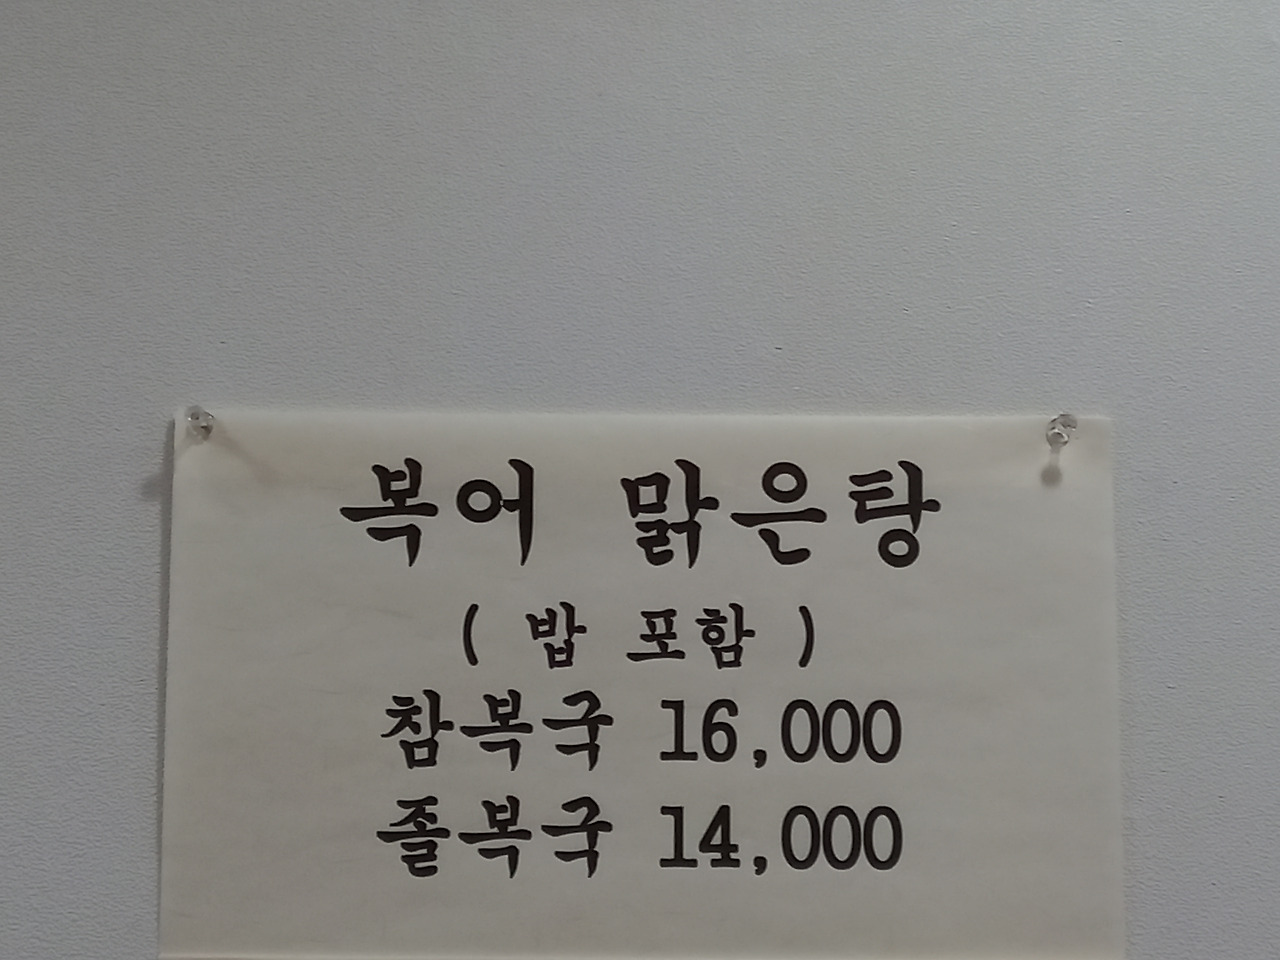 복어 맑은탕
( 밥 포함 )
참복국 16,000
졸복국 14,000